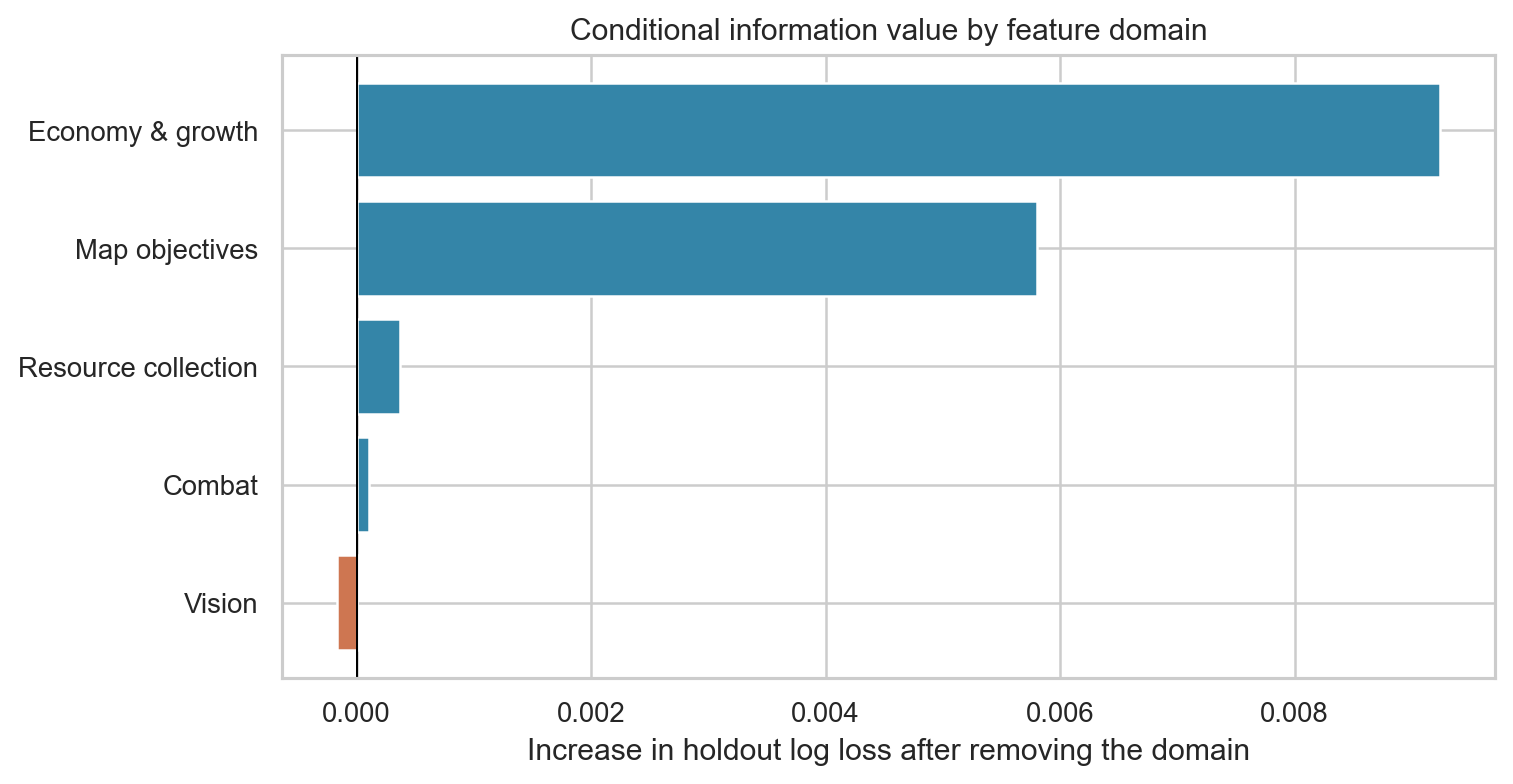 Conditional information value by feature domain
Economy & growth
Map objectives
Resource collection
Combat
Vision
0.000 0.002 0.004 0.006 0.008
Increase in holdout log loss after removing the domain